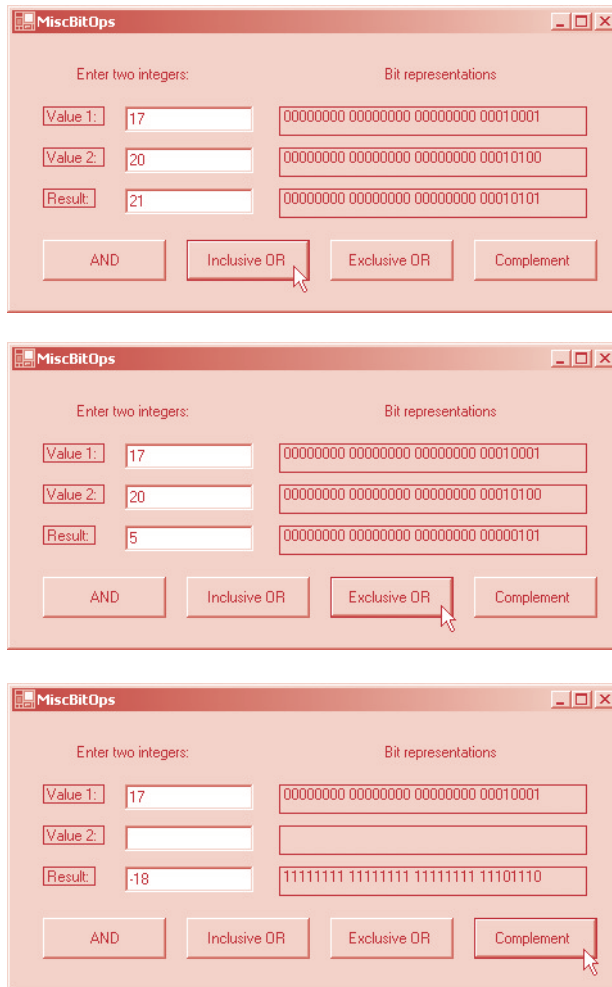 MiscBitOps
Enter two integers: Bit representations
Value 1: 17 00000000 00000000 00000000 00010001
Value 2: 20 00000000 00000000 00000000 00010100
Result: 21 00000000 00000000 00000000 00010101
AND Inclusive OR Exclusive OR Complement
MiscBitOps
Enter two integers: Bit representations
Value 1: 17 00000000 00000000 00000000 00010001
Value 2: 20 00000000 00000000 00000000 00010100
Result: 5 00000000 00000000 00000000 00000101
AND Inclusive OR Exclusive OR Complement
MiscBitOps
Enter two integers: Bit representations
Value 1: 17 00000000 00000000 00000000 00010001
Value 2:
Result: -18 11111111 11111111 11111111 11101110
AND Inclusive OR Exclusive OR Complement